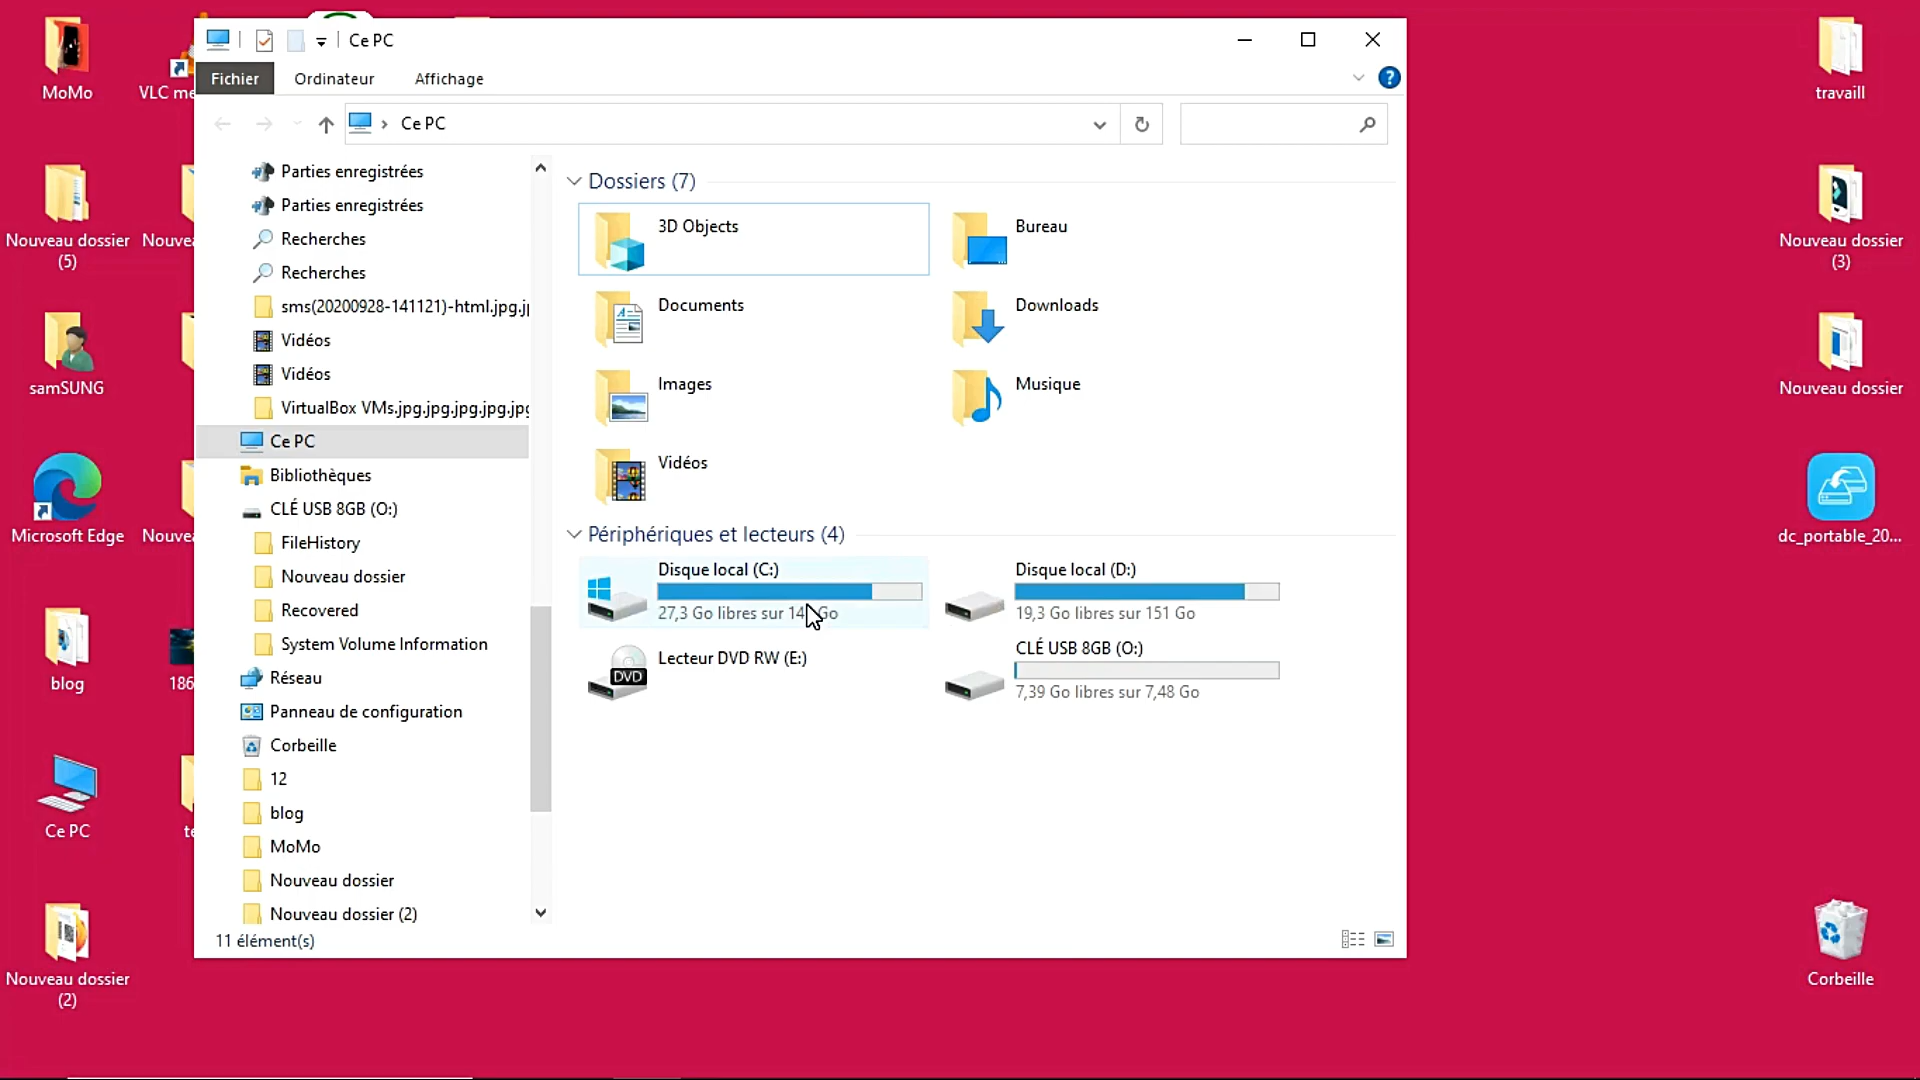 MoMo
VLC me
Nouveau dossier
(5)
Nouvea
samSUNG
Microsoft Edge
Nouvea
blog
186
Ce PC
te
Nouveau dossier
(2)
Ce PC
Fichier
Ordinateur
Affichage
?
Ce PC
Parties enregistrées
Parties enregistrées
Recherches
Recherches
sms(20200928-141121)-html.jpg.j
Vidéos
Vidéos
VirtualBox VMs.jpg.jpg.jpg.jpg.jpg
Ce PC
Bibliothèques
CLÉ USB 8GB (O:)
FileHistory
Nouveau dossier
Recovered
System Volume Information
Réseau
Panneau de configuration
Corbeille
12
blog
MoMo
Nouveau dossier
Nouveau dossier (2)
Dossiers (7)
3D Objects
Bureau
Documents
Downloads
Images
Musique
Vidéos
Périphériques et lecteurs (4)
Disque local (C:)
27,3 Go libres sur 14 Go
Disque local (D:)
19,3 Go libres sur 151 Go
DVD
Lecteur DVD RW (E:)
CLÉ USB 8GB (O:)
7,39 Go libres sur 7,48 Go
11 élément(s)
travaill
Nouveau dossier
(3)
Nouveau dossier
dc_portable_20...
Corbeille